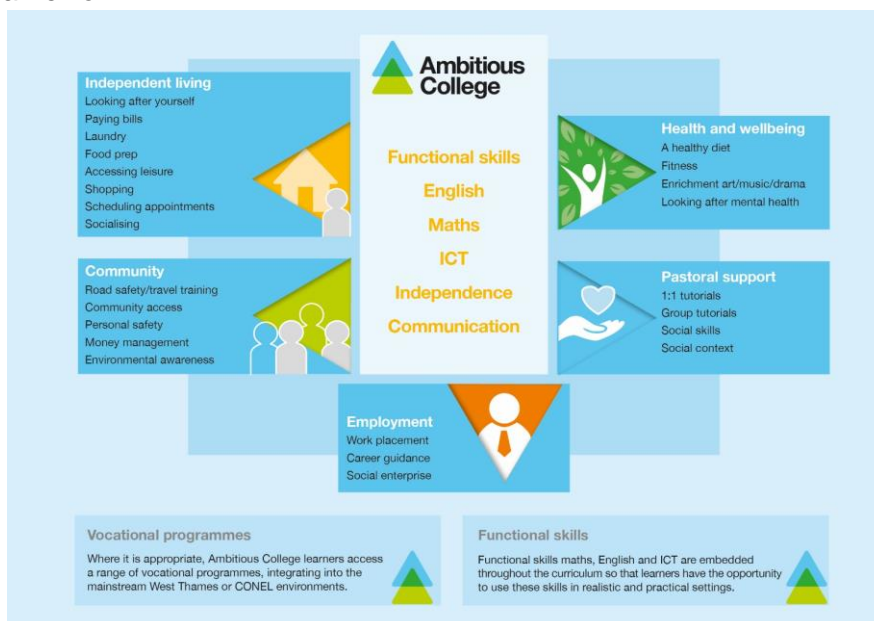 Ambitious
College
Functional skills
English
Maths
ICT
Independence
Communication
Independent living
Looking after yourself
Paying bills
Laundry
Food prep
Accessing leisure
Shopping
Scheduling appointments
Socialising
Community
Road safety/travel training
Community access
Personal safety
Money management
Environmental awareness
Health and wellbeing
A healthy diet
Fitness
Enrichment art/music/drama
Looking after mental health
Pastoral support
1:1 tutorials
Group tutorials
Social skills
Social context
Employment
Work placement
Career guidance
Social enterprise
Vocational programmes
Where it is appropriate, Ambitious College learners access
a range of vocational programmes, integrating into the
mainstream West Thames or CONEL environments.
Functional skills
Functional skills maths, English and ICT are embedded
throughout the curriculum so that learners have the opportunity
to use these skills in realistic and practical settings.